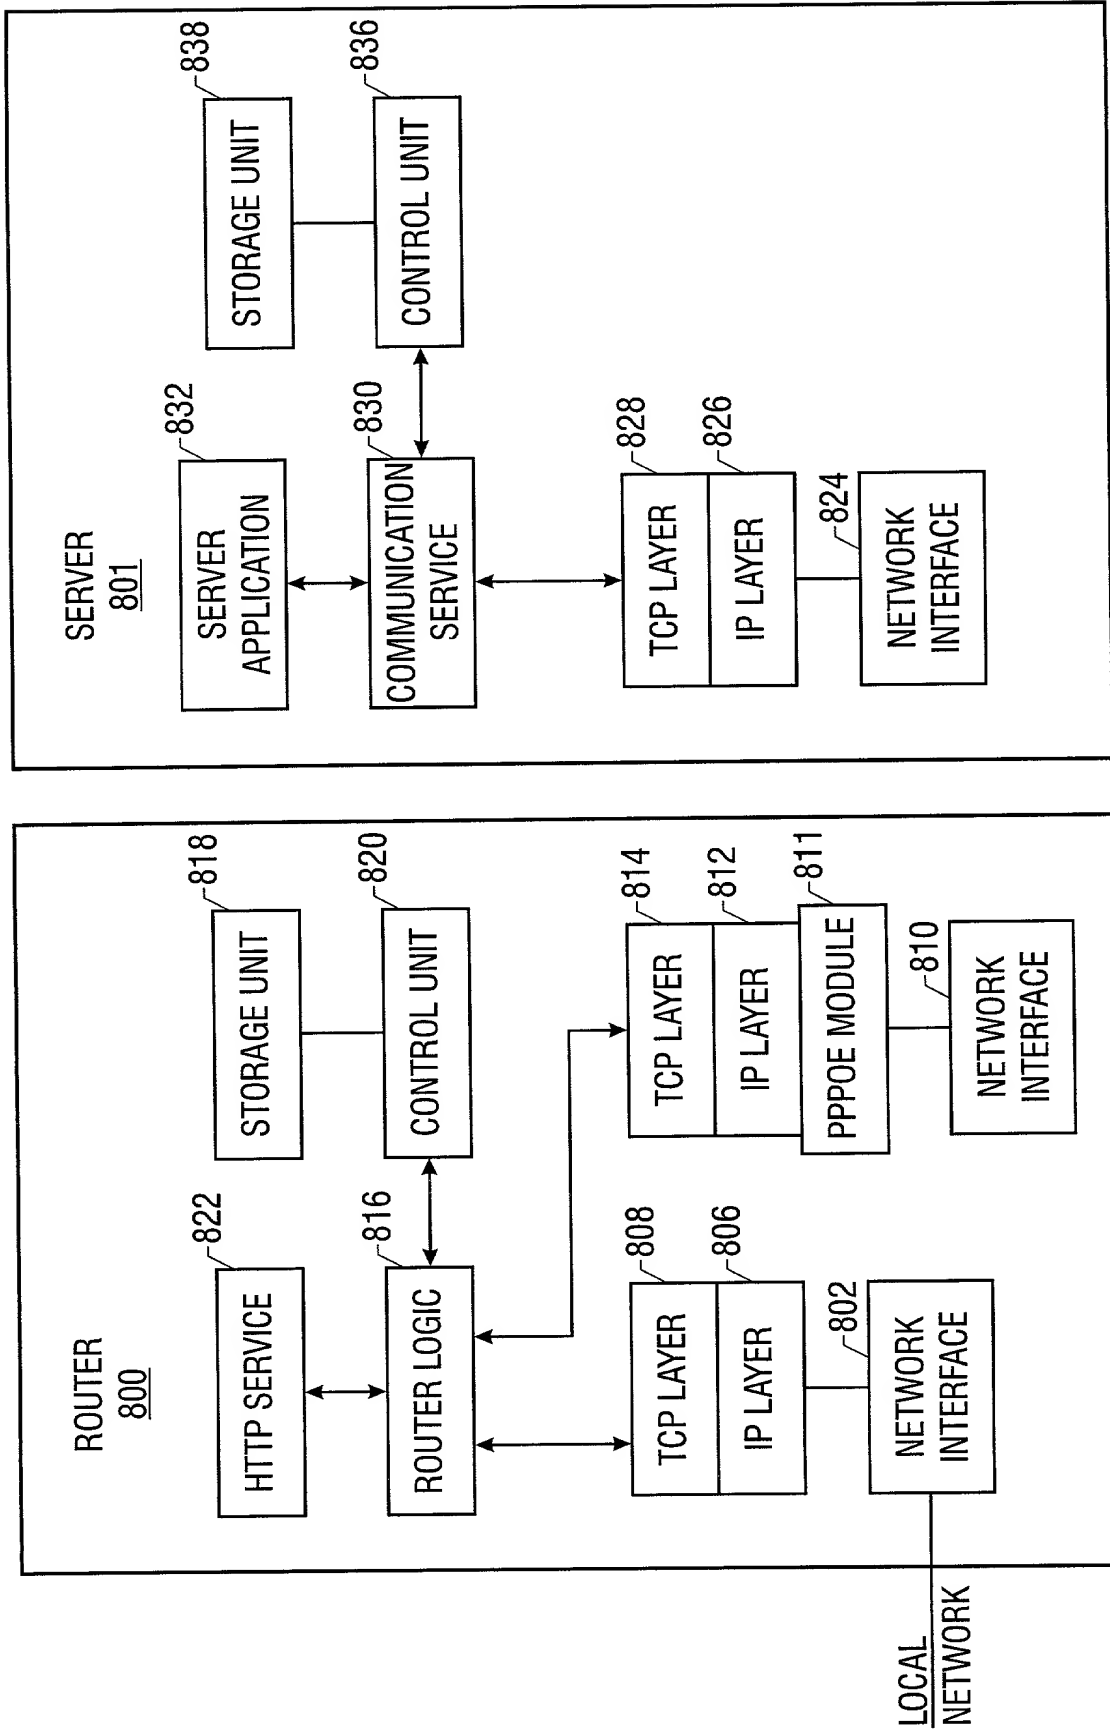 ROUTER
800
HTTP SERVICE
822
STORAGE UNIT
818
ROUTER LOGIC
816
CONTROL UNIT
820
TCP LAYER
808
IP LAYER
806
NETWORK
INTERFACE
802
TCP LAYER
814
IP LAYER
812
PPPOE MODULE
811
NETWORK
INTERFACE
810
LOCAL
NETWORK
SERVER
801
SERVER
APPLICATION
832
STORAGE UNIT
838
COMMUNICATION
SERVICE
830
CONTROL UNIT
836
TCP LAYER
828
IP LAYER
826
NETWORK
INTERFACE
824